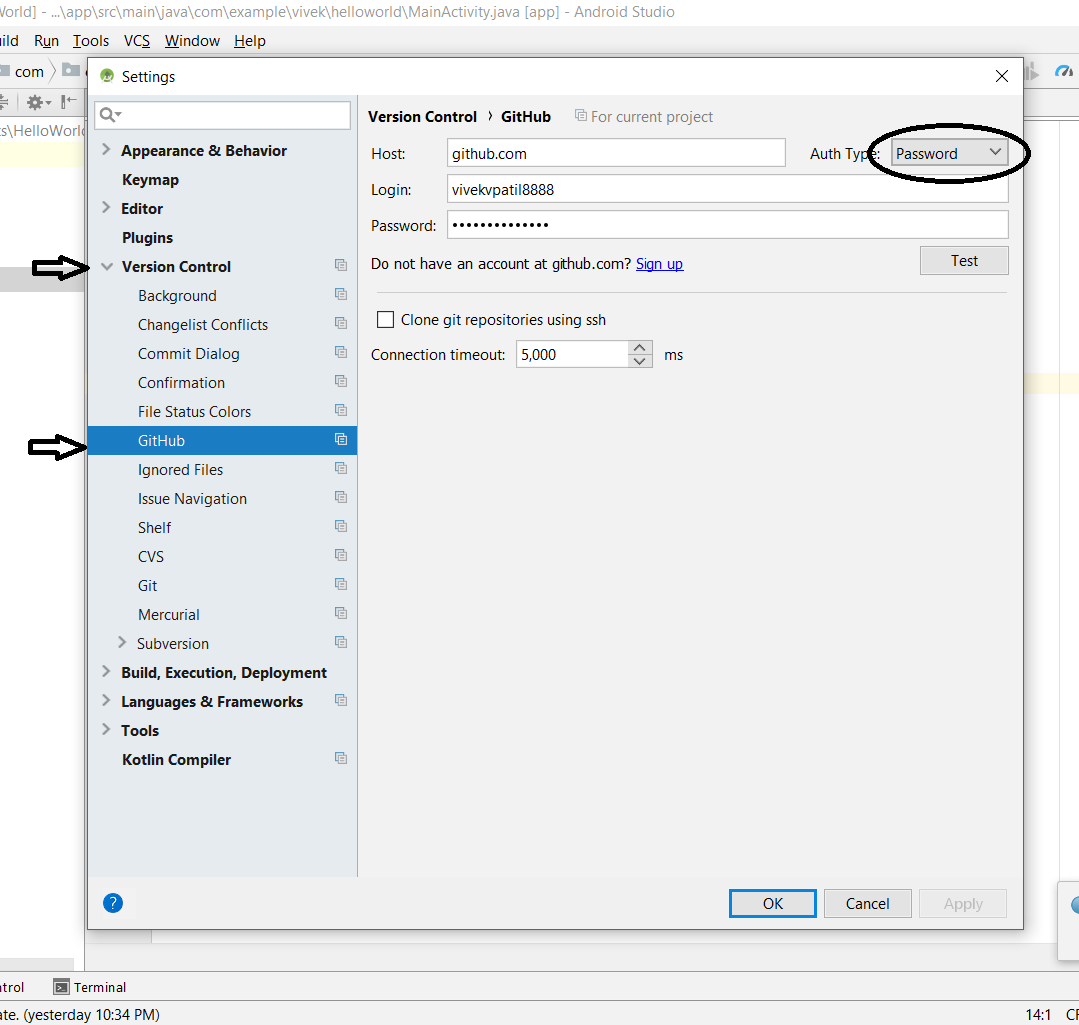 World] - ...\app\src\main\java\com\example\vivek\helloworld\MainActivity.java [app] - Android Studio
ild Run Tools VCS Window Help
com
Settings
ts\HelloWorld
Version Control › GitHub For current project
Host: github.com Auth Type: Password
Login: vivekvpatil8888
Password: ••••••••••••••
Do not have an account at github.com? Sign up Test
Clone git repositories using ssh
Connection timeout: 5,000 ms
Appearance & Behavior
Keymap
Editor
Plugins
Version Control
Background
Changelist Conflicts
Commit Dialog
Confirmation
File Status Colors
GitHub
Ignored Files
Issue Navigation
Shelf
CVS
Git
Mercurial
Subversion
Build, Execution, Deployment
Languages & Frameworks
Tools
Kotlin Compiler
? OK Cancel Apply
ntrol Terminal
ate. (yesterday 10:34 PM) 14:1 CR